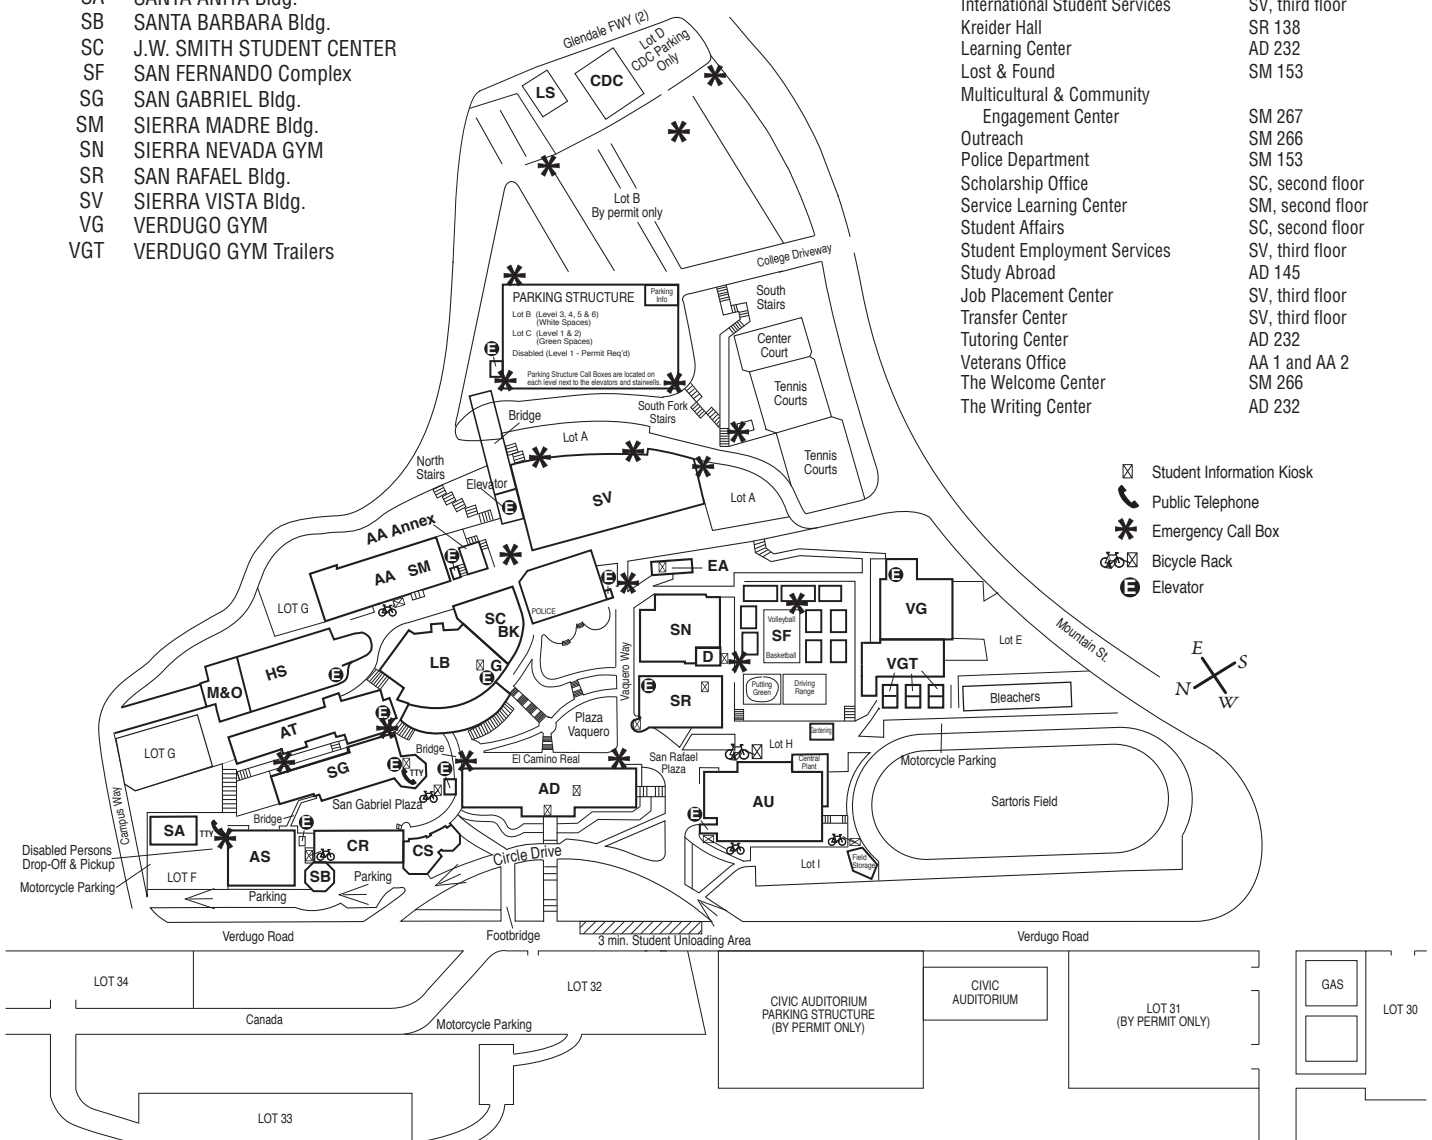 SANTA ANITA Bldg.
SB SANTA BARBARA Bldg.
SC J.W. SMITH STUDENT CENTER
SF SAN FERNANDO Complex
SG SAN GABRIEL Bldg.
SM SIERRA MADRE Bldg.
SN SIERRA NEVADA GYM
SR SAN RAFAEL Bldg.
SV SIERRA VISTA Bldg.
VG VERDUGO GYM
VGT VERDUGO GYM Trailers
International Student Services SV, third floor
Kreider Hall SR 138
Learning Center AD 232
Lost & Found SM 153
Multicultural & Community
Engagement Center SM 267
Outreach SM 266
Police Department SM 153
Scholarship Office SC, second floor
Service Learning Center SM, second floor
Student Affairs SC, second floor
Student Employment Services SV, third floor
Study Abroad AD 145
Job Placement Center SV, third floor
Transfer Center SV, third floor
Tutoring Center AD 232
Veterans Office AA 1 and AA 2
The Welcome Center SM 266
The Writing Center AD 232
Student Information Kiosk
Public Telephone
Emergency Call Box
Bicycle Rack
E Elevator
Glendale FWY (2)
Lot D
CDC Parking
Only
LS
CDC
Lot B
By permit only
College Driveway
PARKING STRUCTURE
Parking
Info
Lot B (Level 3, 4, 5 & 6)
(White Spaces)
Lot C (Level 1 & 2)
(Green Spaces)
Disabled (Level 1 - Permit Req'd)
Parking Structure Call Boxes are located on
each level next to the elevators and stairwells.
E
South
Stairs
Center
Court
Tennis
Courts
Tennis
Courts
South Fork
Stairs
Bridge
Lot A
North
Stairs
Elevator
E
SV
Lot A
AA Annex
AA SM
E
LOT G
POLICE
E
EA
SC
BK
LB
G
E
HS
E
M&O
SN
D
Volleyball
SF
Basketball
VG
E
VGT
Lot E
Mountain St.
E
S
N
W
Bleachers
Vaquero Way
SR
E
Putting
Green
Driving
Range
Gardening
Plaza
Vaquero
AT
E
LOT G
SG
E
TTY
Bridge
E
El Camino Real
San Rafael
Plaza
Lot H
Central
Plant
Motorcycle Parking
AD
AU
E
Sartoris Field
San Gabriel Plaza
Bridge
E
Campus Way
SA
TTY
AS
CR
CS
SB
Circle Drive
Disabled Persons
Drop-Off & Pickup
Motorcycle Parking
LOT F
Parking
Parking
Lot I
Field
Storage
Verdugo Road
Footbridge
3 min. Student Unloading Area
Verdugo Road
LOT 34
LOT 32
Canada
Motorcycle Parking
CIVIC AUDITORIUM
PARKING STRUCTURE
(BY PERMIT ONLY)
CIVIC
AUDITORIUM
LOT 31
(BY PERMIT ONLY)
GAS
LOT 30
LOT 33